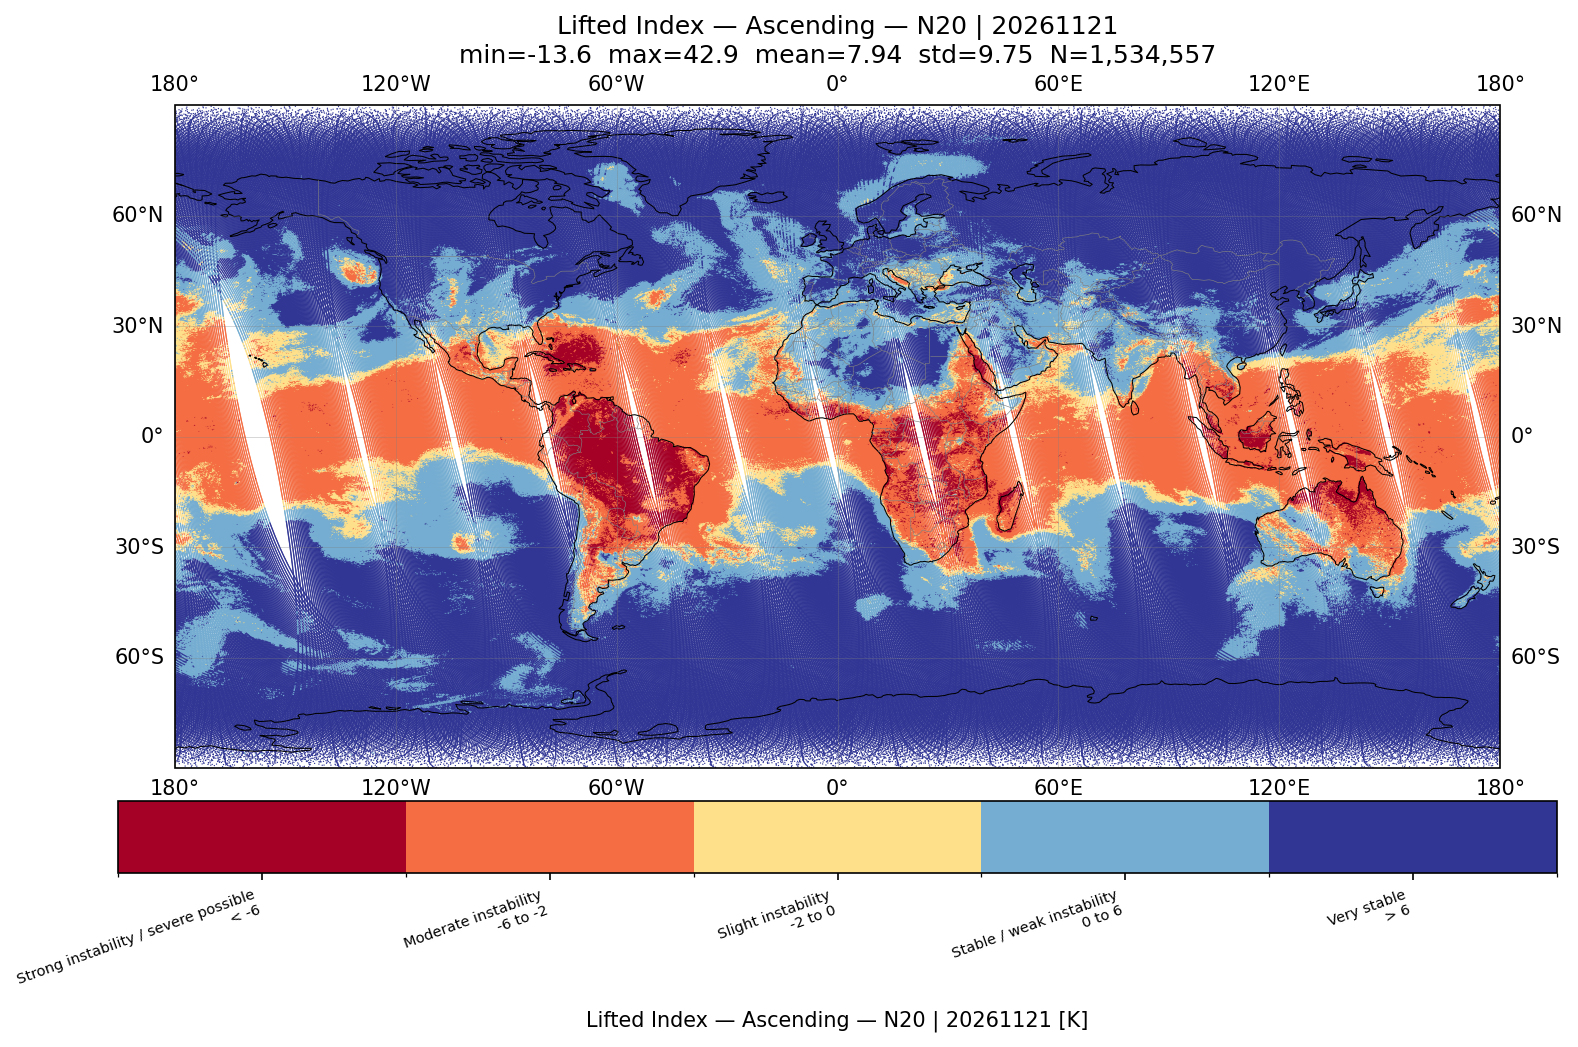 Lifted Index — Ascending — N20 | 20261121
min=-13.6 max=42.9 mean=7.94 std=9.75 N=1,534,557
180° 120°W 60°W 0° 60°E 120°E 180°
60°N 60°N
30°N 30°N
0° 0°
30°S 30°S
60°S 60°S
180° 120°W 60°W 0° 60°E 120°E 180°
Strong instability / severe possible
< -6
Moderate instability
-6 to -2
Slight instability
-2 to 0
Stable / weak instability
0 to 6
Very stable
> 6
Lifted Index — Ascending — N20 | 20261121 [K]